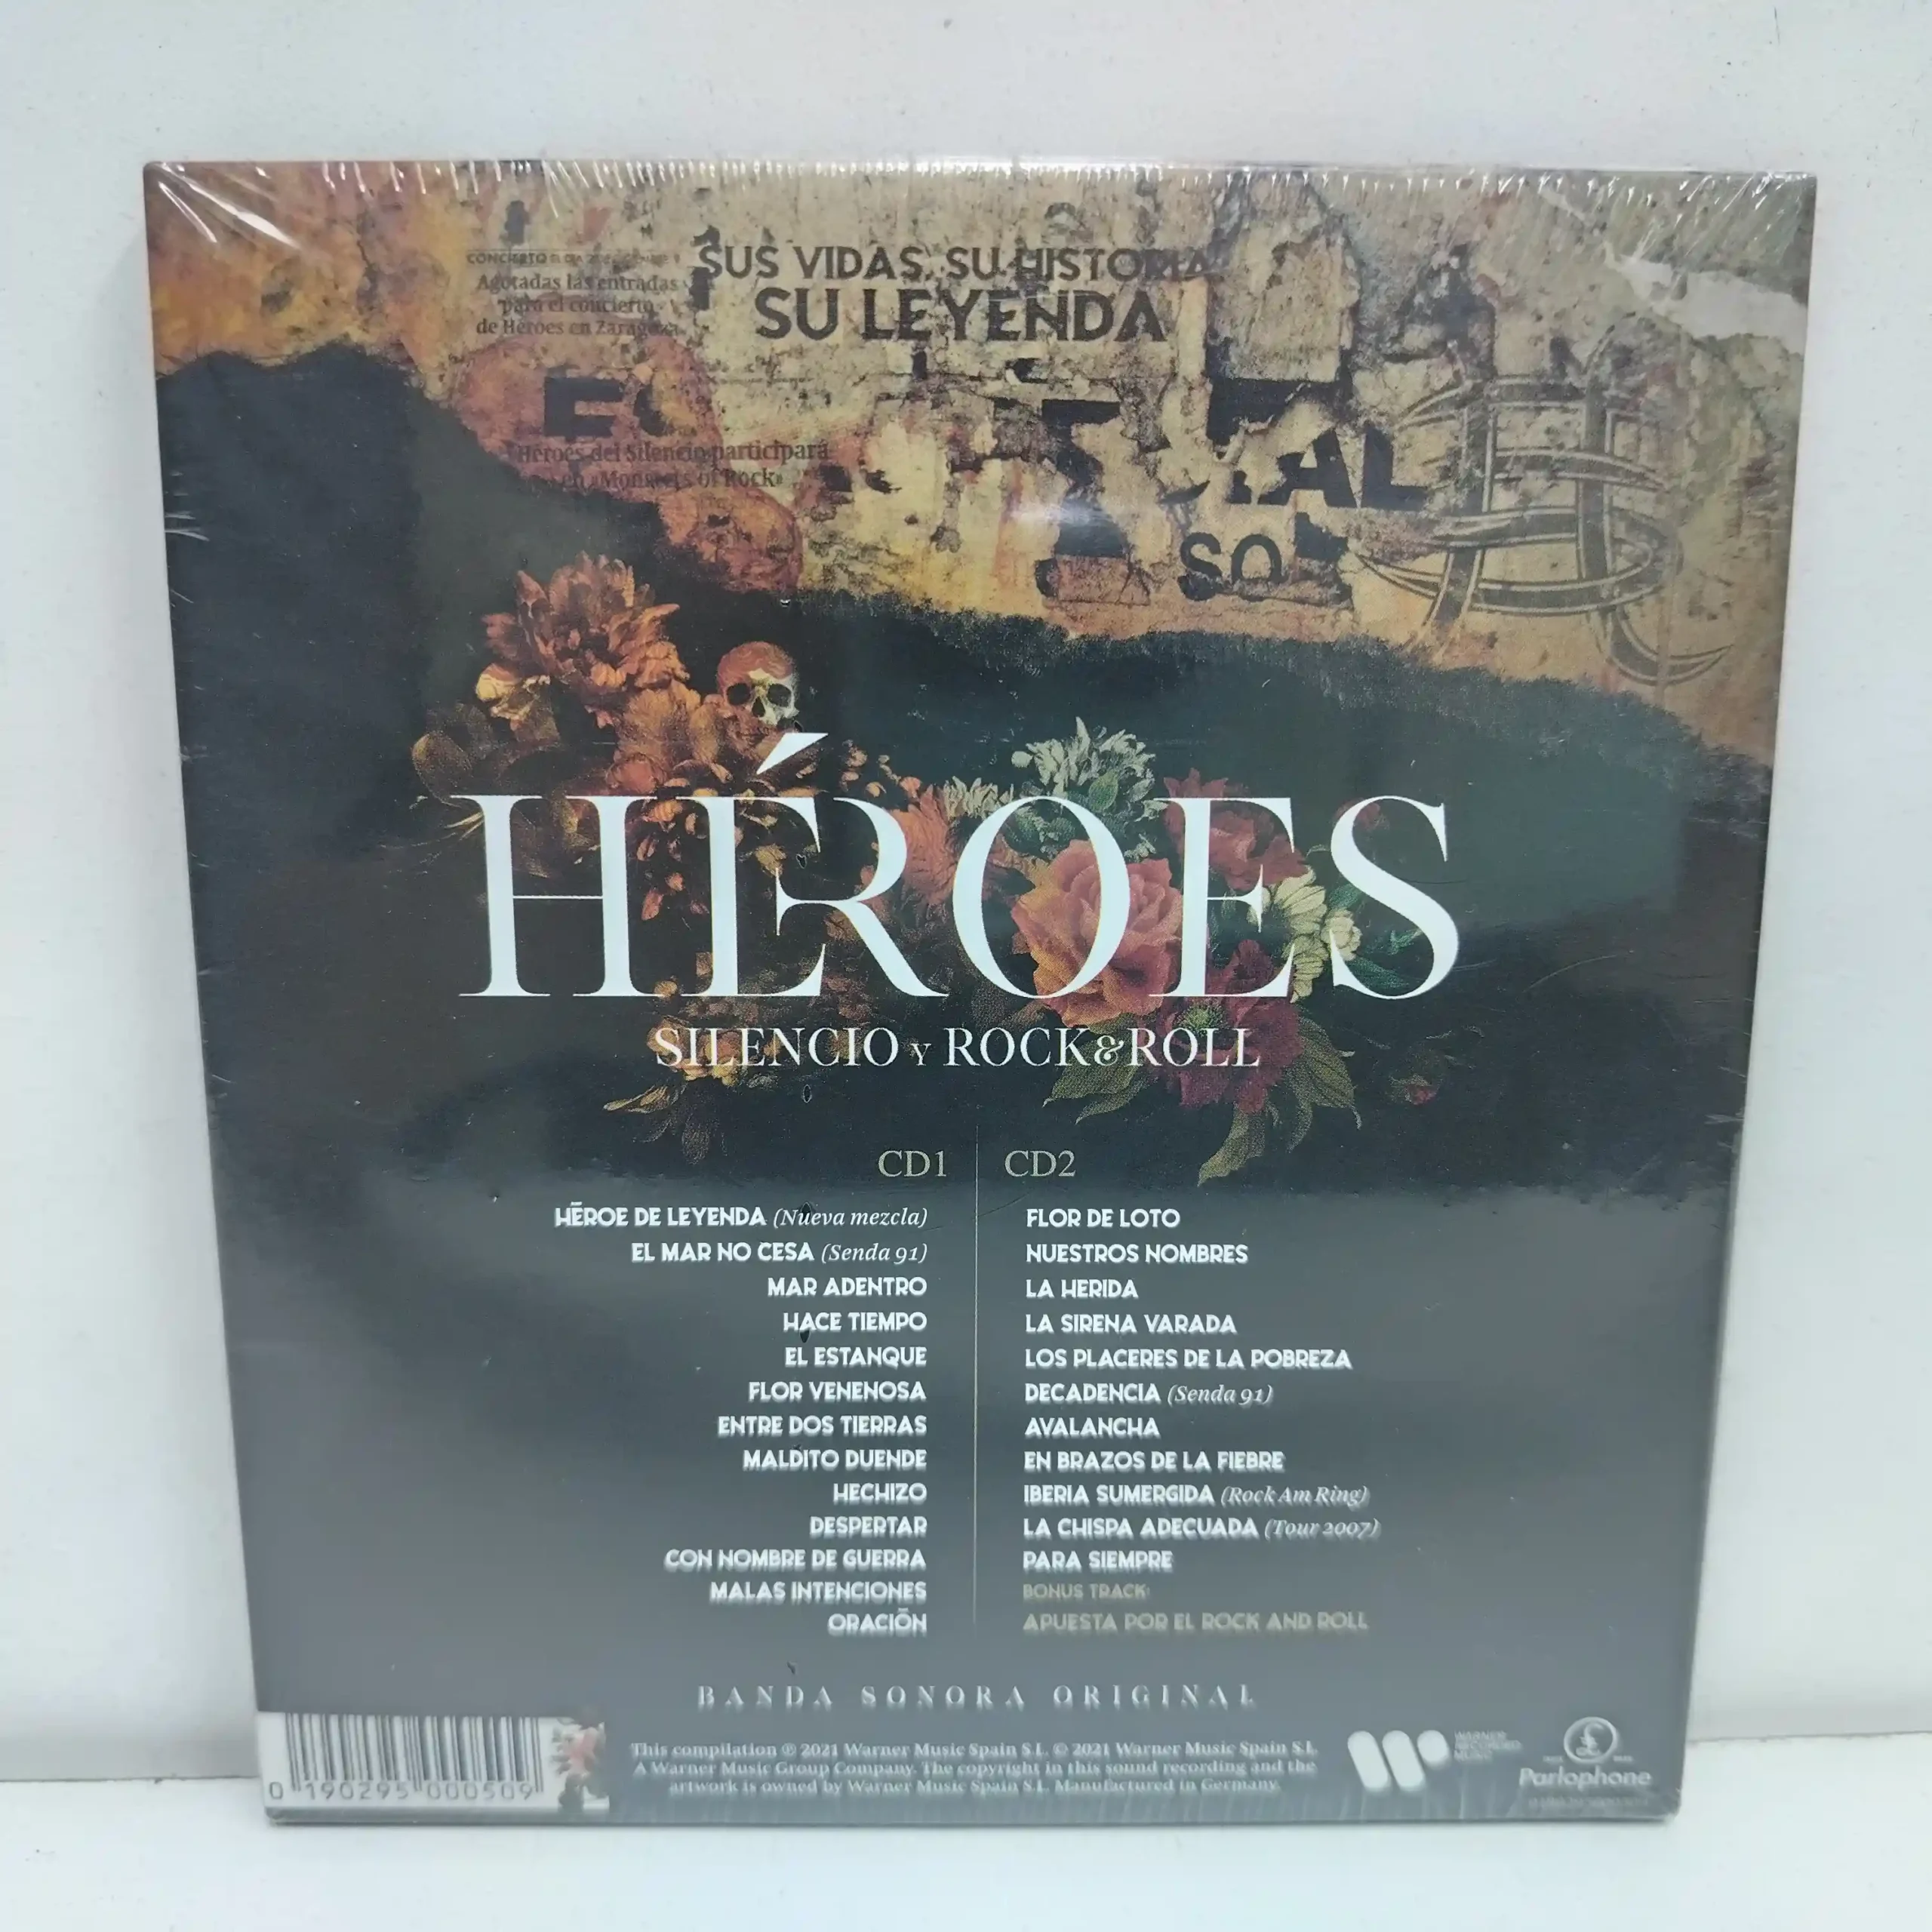 CONCIERTO EL DÍA
Agotadas las entradas
para el concierto
de Héroes en Zaragoza
SUS VIDAS, SU HISTORIA
SU LEYENDA
Héroes del Silencio participará
en «Monsters of Rock»
AL
SO
HÉROES
SILENCIO Y ROCK&ROLL
CD1
HÉROE DE LEYENDA (Nueva mezcla)
EL MAR NO CESA (Senda 91)
MAR ADENTRO
HACE TIEMPO
EL ESTANQUE
FLOR VENENOSA
ENTRE DOS TIERRAS
MALDITO DUENDE
HECHIZO
DESPERTAR
CON NOMBRE DE GUERRA
MALAS INTENCIONES
ORACIÓN
CD2
FLOR DE LOTO
NUESTROS NOMBRES
LA HERIDA
LA SIRENA VARADA
LOS PLACERES DE LA POBREZA
DECADENCIA (Senda 91)
AVALANCHA
EN BRAZOS DE LA FIEBRE
IBERIA SUMERGIDA (Rock Am Ring)
LA CHISPA ADECUADA (Tour 2007)
PARA SIEMPRE
BONUS TRACK:
APUESTA POR EL ROCK AND ROLL
BANDA SONORA ORIGINAL
0 190295 000509
This compilation ℗ 2021 Warner Music Spain S.L. © 2021 Warner Music Spain S.L.
A Warner Music Group Company. The copyright in this sound recording and the
artwork is owned by Warner Music Spain S.L. Manufactured in Germany.
WARNER
RECORDED
MUSIC
Parlophone